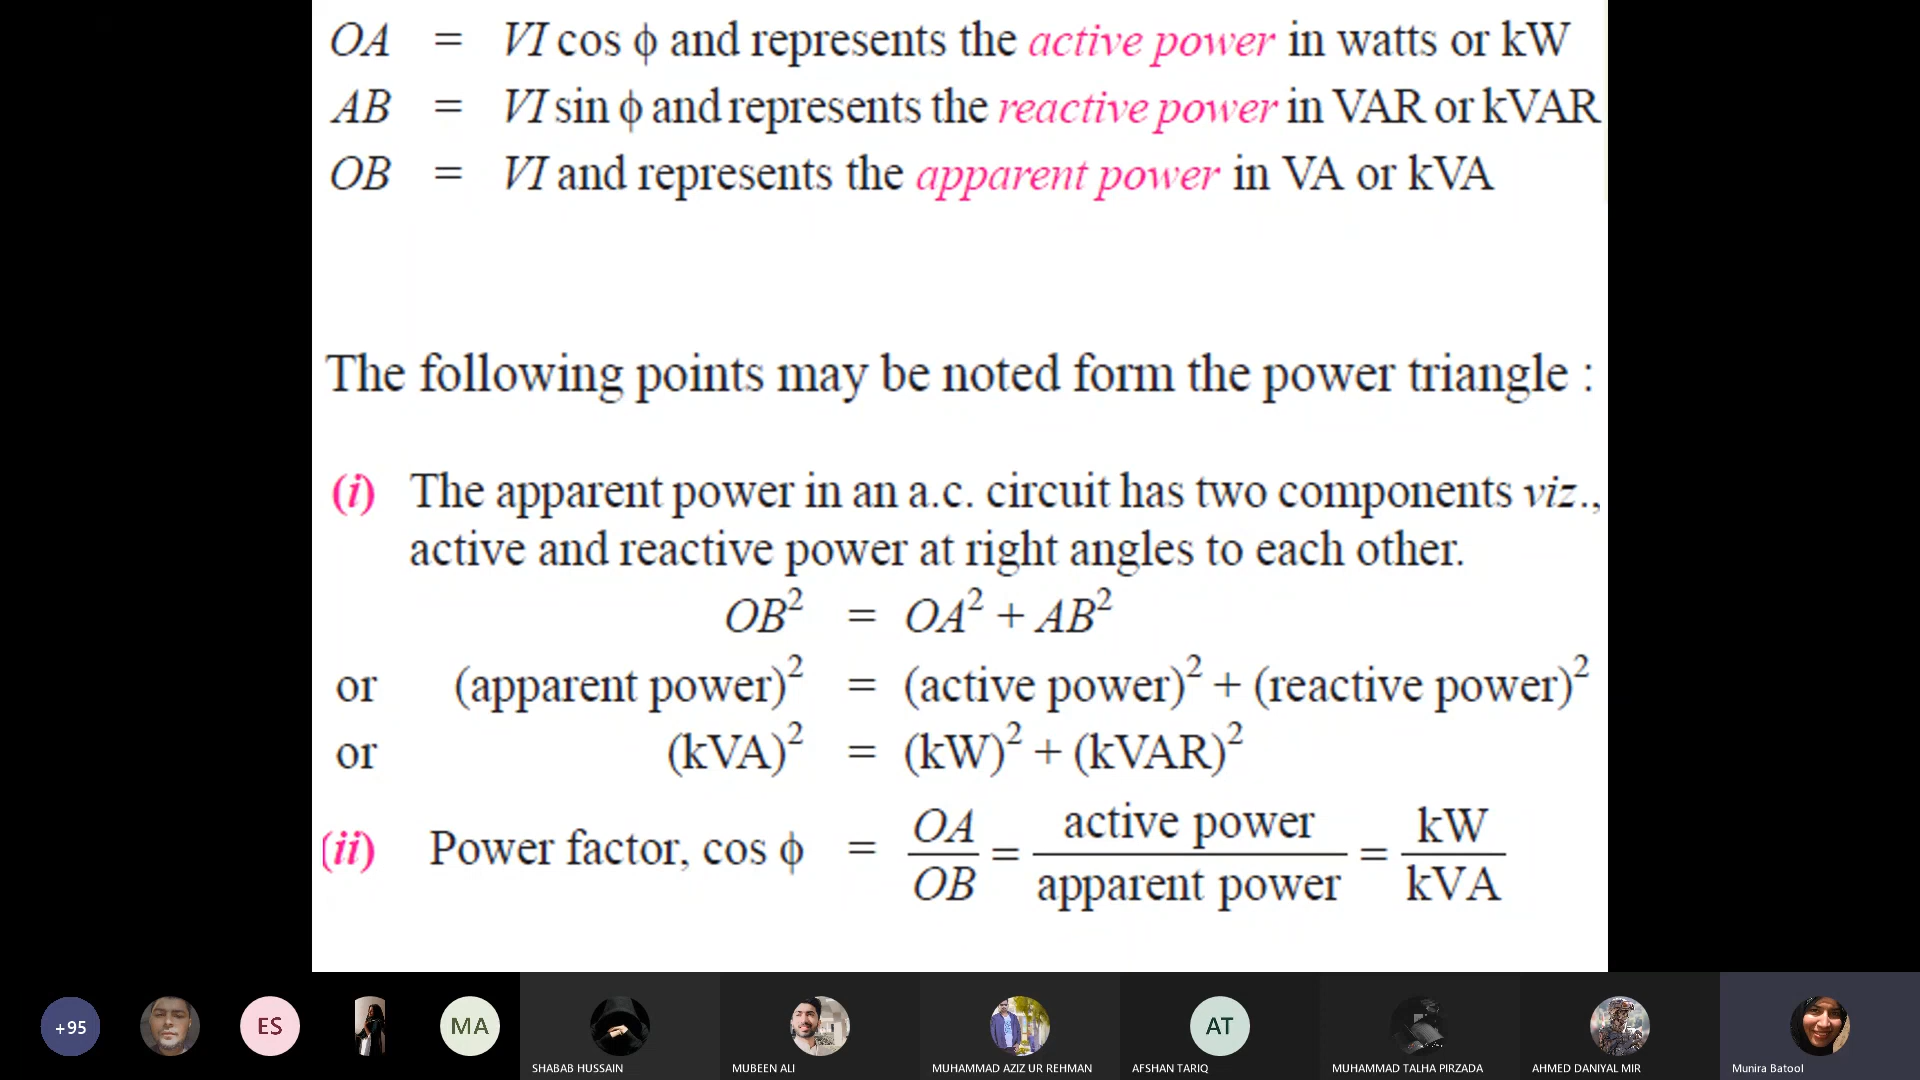 OA = VI cos ϕ and represents the active power in watts or kW
AB = VI sin ϕ and represents the reactive power in VAR or kVAR
OB = VI and represents the apparent power in VA or kVA
The following points may be noted form the power triangle :
(i) The apparent power in an a.c. circuit has two components viz.,
active and reactive power at right angles to each other.
OB² = OA² + AB²
or (apparent power)² = (active power)² + (reactive power)²
or (kVA)² = (kW)² + (kVAR)²
(ii) Power factor, cos ϕ = OA/OB = active power/apparent power = kW/kVA
+95 ES MA AT
SHABAB HUSSAIN MUBEEN ALI MUHAMMAD AZIZ UR REHMAN AFSHAN TARIQ MUHAMMAD TALHA PIRZADA AHMED DANIYAL MIR Munira Batool